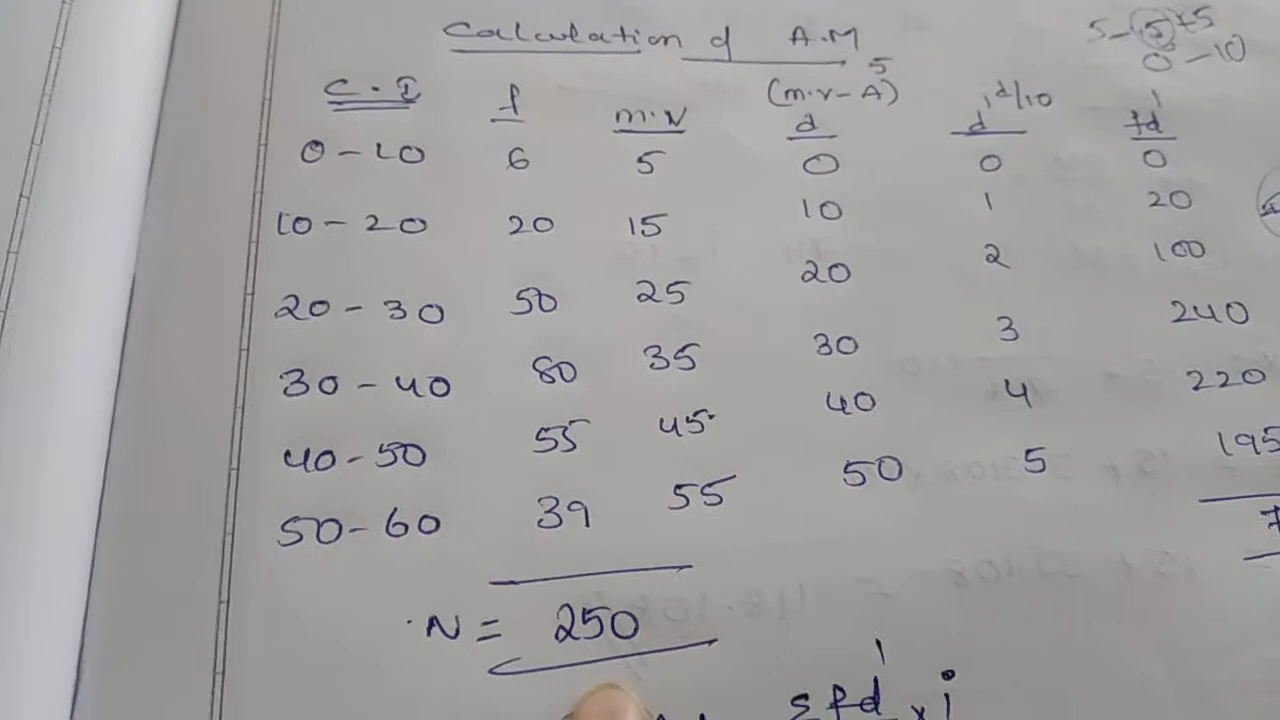 Calculation of A.M
5 - 15 + 5
0 - 10
C.I f m.v (m.v - A) 5 d d' d/10 fd'
0 - 10 6 5 0 0 0
10 - 20 20 15 10 1 20
20 - 30 50 25 20 2 100
30 - 40 80 35 30 3 240
40 - 50 55 45 40 4 220
50 - 60 39 55 50 5 195
N = 250 7
Σfd' x i